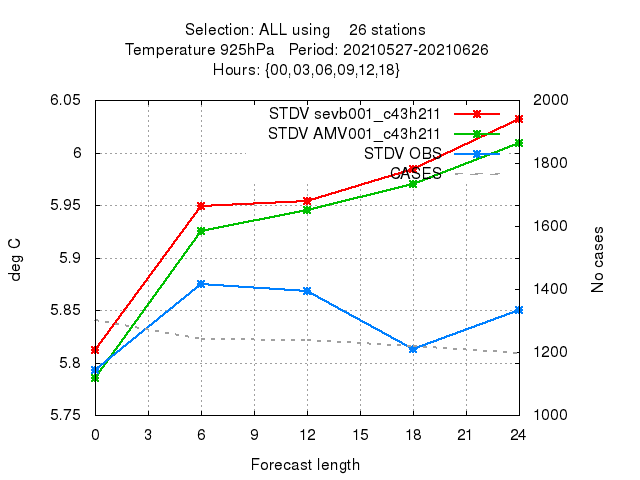 Selection: ALL using 26 stations
Temperature 925hPa Period: 20210527-20210626
Hours: {00,03,06,09,12,18}
6.05
6
5.95
5.9
5.85
5.8
5.75
deg C
STDV sevb001_c43h211
STDV AMV001_c43h211
STDV OBS
CASES
2000
1800
1600
1400
1200
1000
No cases
0 3 6 9 12 15 18 21 24
Forecast length